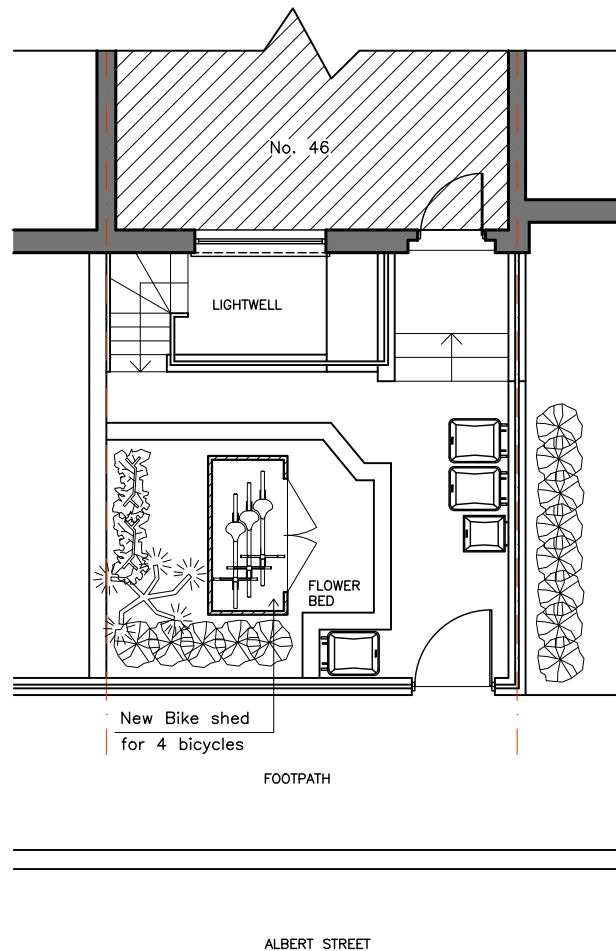 No. 46
LIGHTWELL
FLOWER
BED
New Bike shed
for 4 bicycles
FOOTPATH
ALBERT STREET